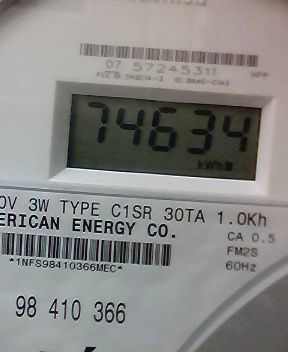 07 57245311
HPP
74634
kWh
0V 3W TYPE C1SR 30TA 1.0Kh
ERICAN ENERGY CO.
CA 0.5
FM2S
60Hz
*1NFS98410366MEC*
98 410 366